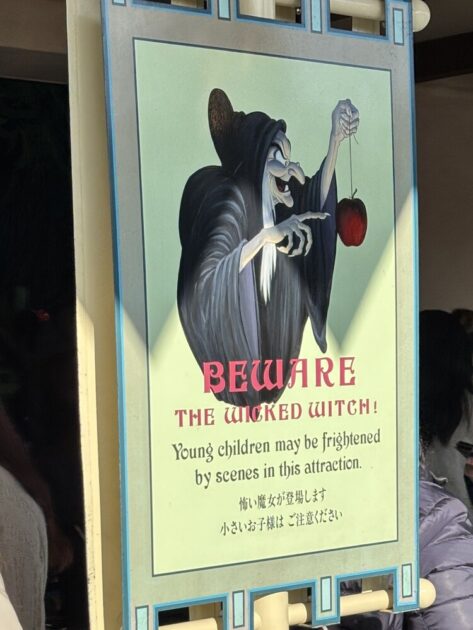 BEWARE
THE WICKED WITCH!
Young children may be frightened
by scenes in this attraction.
怖い魔女が登場します
小さいお子様は ご注意ください